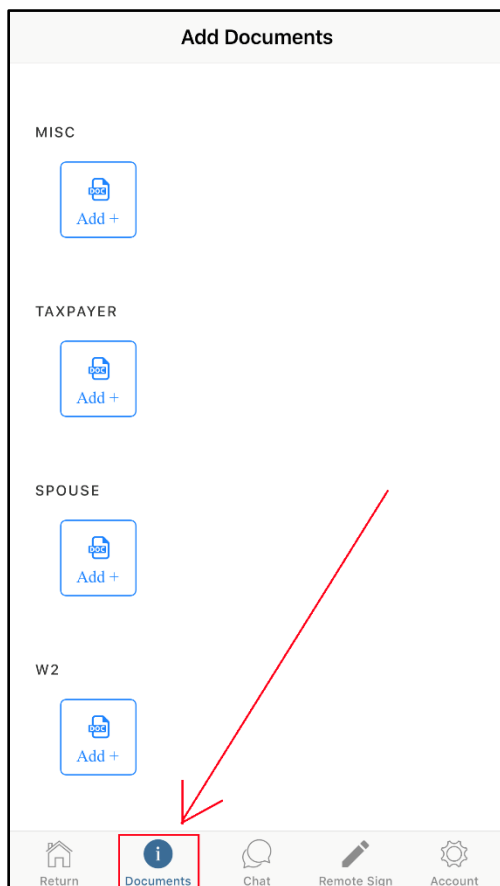 Add Documents
MISC
DOC
Add +
TAXPAYER
DOC
Add +
SPOUSE
DOC
Add +
W2
DOC
Add +
i
Return Documents Chat Remote Sign Account